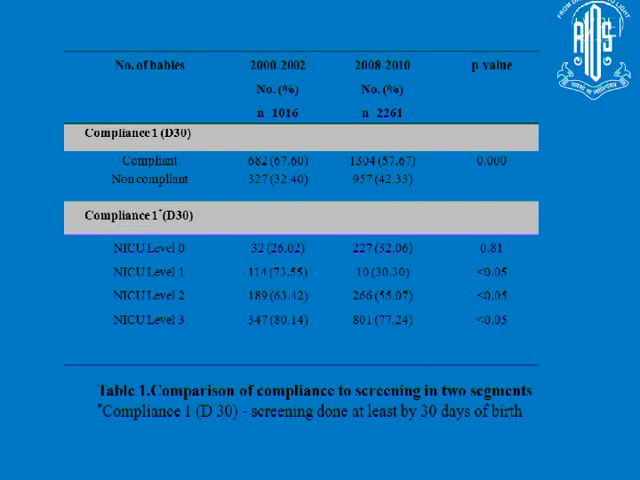 No. of babies 2000-2002 2008-2010 p-value
No. (%) No. (%)
n 1016 n 2261
Compliance 1 (D30)
Compliant 682 (67.60) 1304 (57.67) 0.000
Non compliant 327 (32.40) 957 (42.33)
Compliance 1*(D30)
NICU Level 0 32 (26.02) 227 (32.06) 0.81
NICU Level 1 114 (73.55) 10 (30.30) <0.05
NICU Level 2 189 (63.42) 266 (55.07) <0.05
NICU Level 3 347 (80.14) 801 (77.24) <0.05
Table 1.Comparison of compliance to screening in two segments
*Compliance 1 (D 30) - screening done at least by 30 days of birth